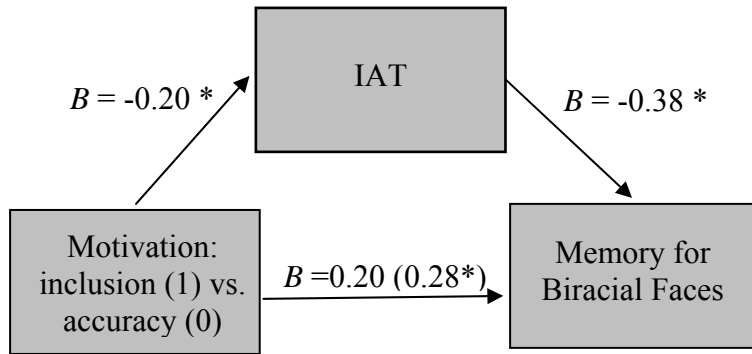 IAT
B = -0.20 *
B = -0.38 *
Motivation:
inclusion (1) vs.
accuracy (0)
B =0.20 (0.28*)
Memory for
Biracial Faces